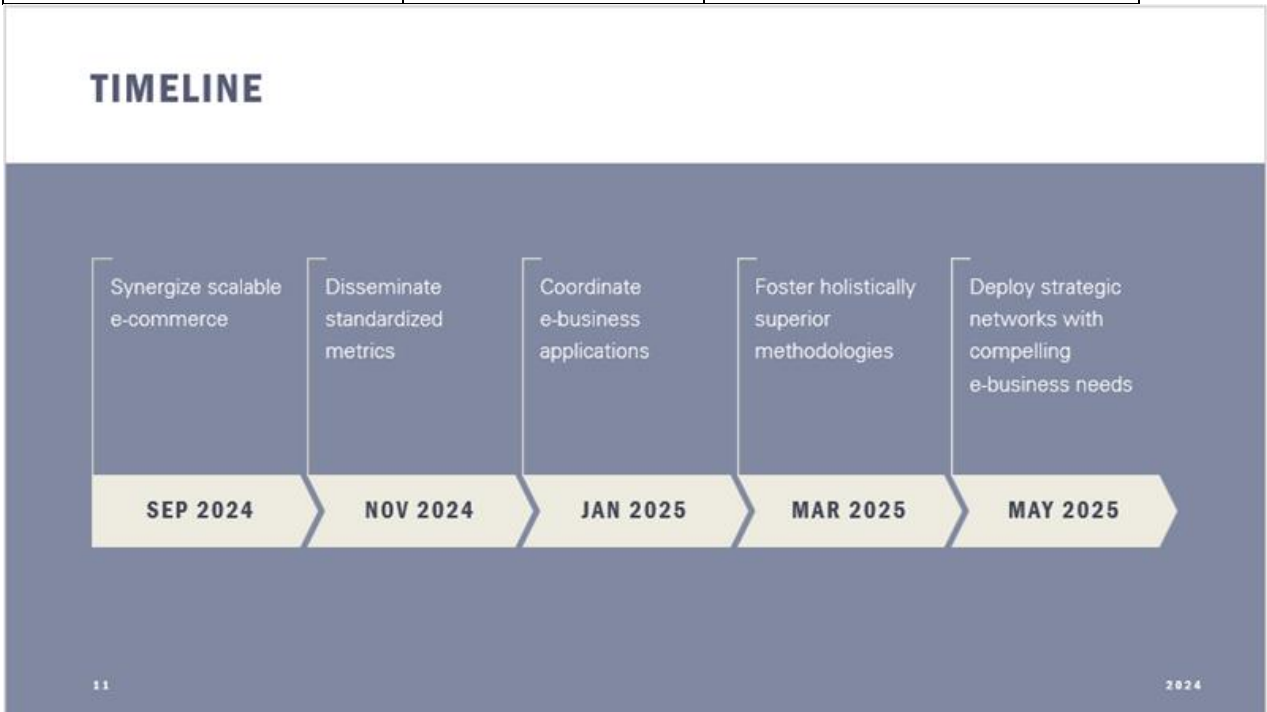 TIMELINE
Synergize scalable
e-commerce
Disseminate
standardized
metrics
Coordinate
e-business
applications
Foster holistically
superior
methodologies
Deploy strategic
networks with
compelling
e-business needs
SEP 2024
NOV 2024
JAN 2025
MAR 2025
MAY 2025
11
2024